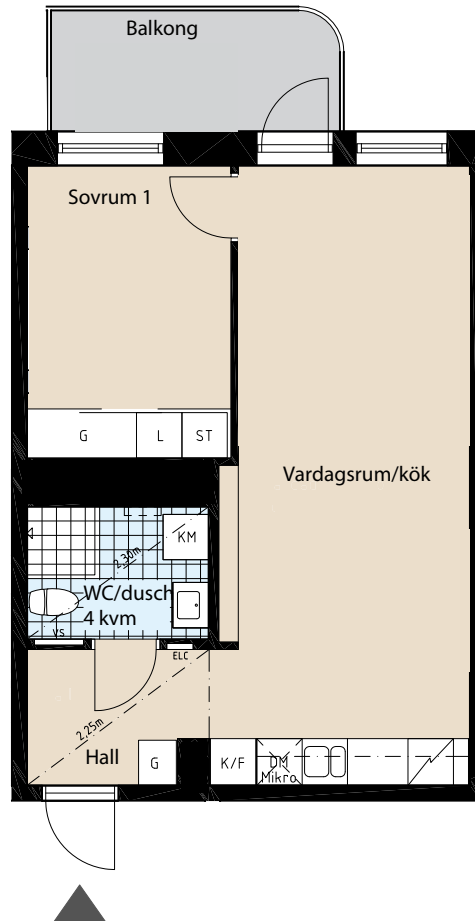 Balkong
Sovrum 1
G
L
ST
Vardagsrum/kök
KM
2,30m
WC/dusch
4 kvm
VS
ELC
2,25m
Hall
G
K/F
DM
Mikro